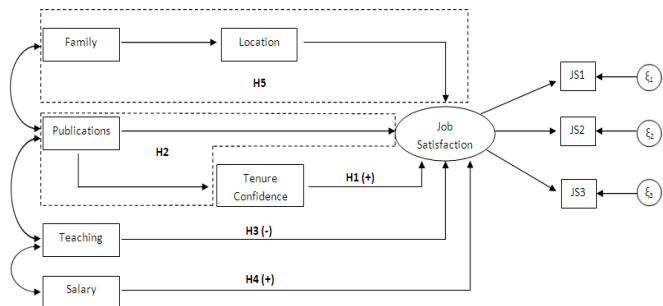 Family
Location
H5
JS1
ξ1
Publications
H2
Job
Satisfaction
JS2
ξ2
Tenure
Confidence
H1 (+)
JS3
ξ3
Teaching
H3 (-)
Salary
H4 (+)